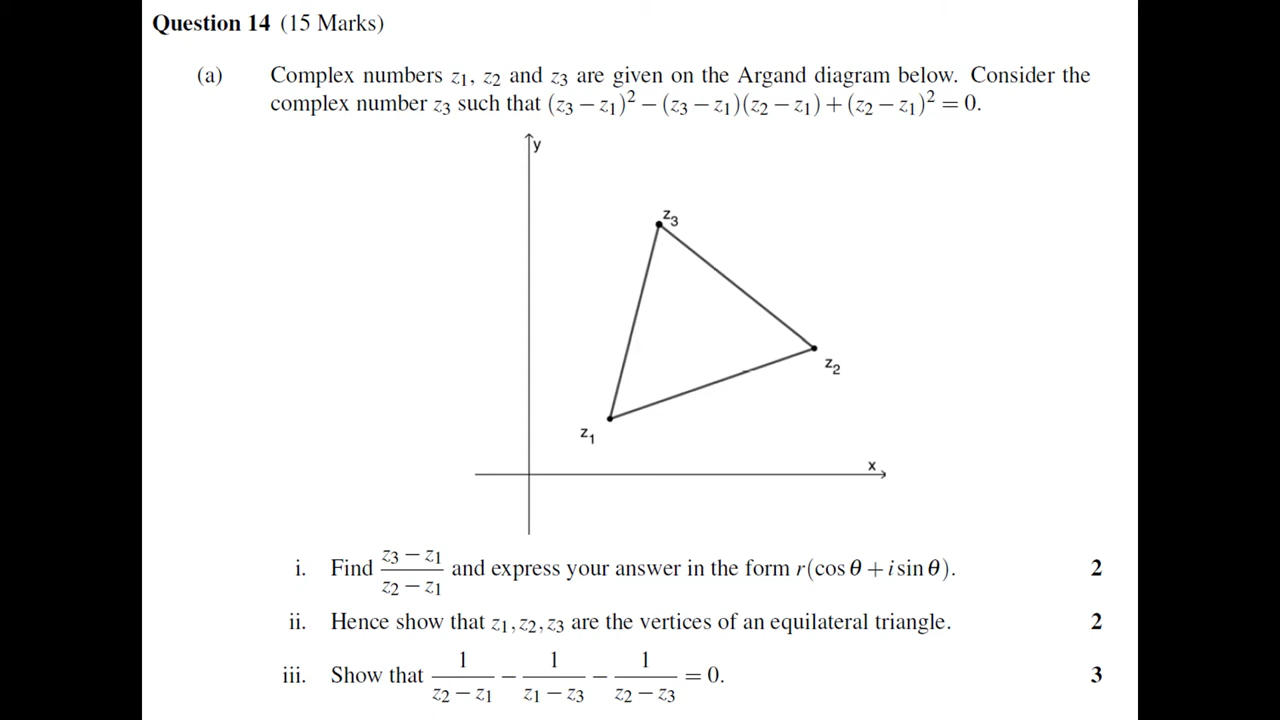 Question 14 (15 Marks)
(a) Complex numbers z₁, z₂ and z₃ are given on the Argand diagram below. Consider the
complex number z₃ such that (z₃ − z₁)² − (z₃ − z₁)(z₂ − z₁) + (z₂ − z₁)² = 0.
y
z₃
z₂
z₁
x
i. Find (z₃ − z₁)/(z₂ − z₁) and express your answer in the form r(cos θ + i sin θ). 2
ii. Hence show that z₁, z₂, z₃ are the vertices of an equilateral triangle. 2
iii. Show that 1/(z₂ − z₁) − 1/(z₁ − z₃) − 1/(z₂ − z₃) = 0. 3